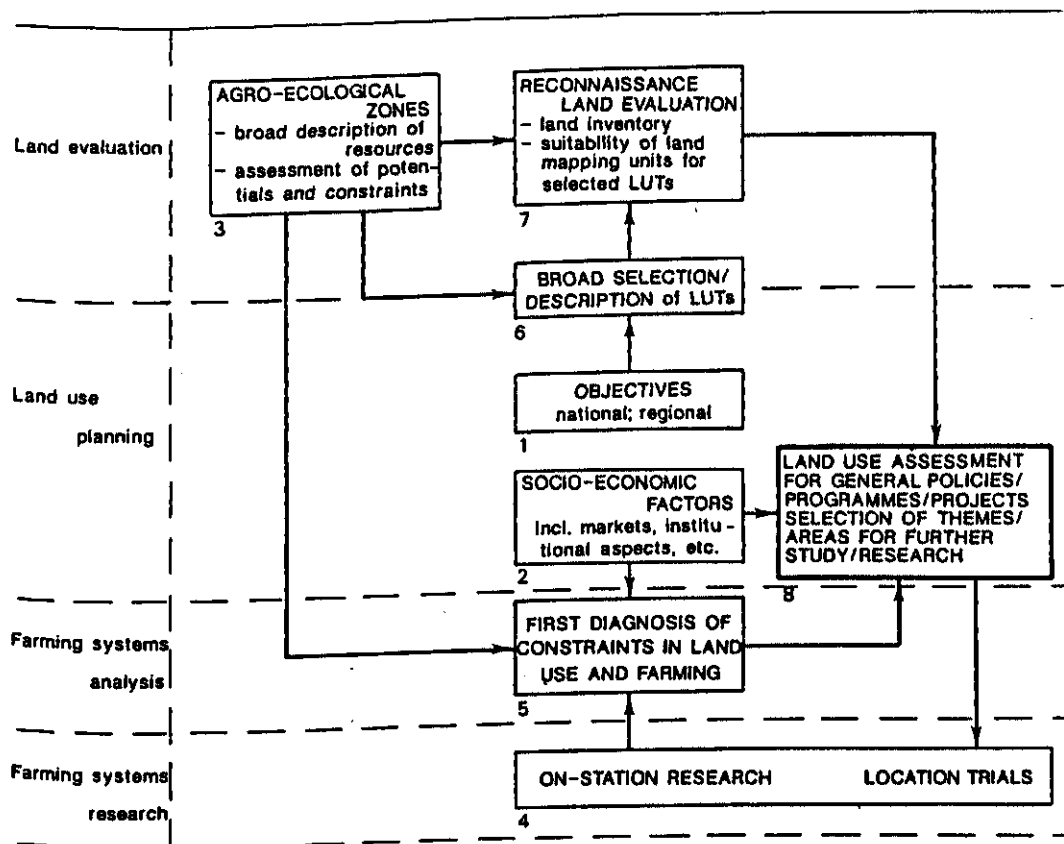 Land evaluation
AGRO-ECOLOGICAL
ZONES
- broad description of
resources
- assessment of poten-
tials and constraints
3
RECONNAISSANCE
LAND EVALUATION
- land inventory
- suitability of land
mapping units for
selected LUTs
7
BROAD SELECTION/
DESCRIPTION of LUTs
6
Land use
planning
OBJECTIVES
national; regional
1
SOCIO-ECONOMIC
FACTORS
Incl. markets, institu-
tional aspects, etc.
2
LAND USE ASSESSMENT
FOR GENERAL POLICIES/
PROGRAMMES/PROJECTS
SELECTION OF THEMES/
AREAS FOR FURTHER
STUDY/RESEARCH
8
Farming systems
analysis
FIRST DIAGNOSIS OF
CONSTRAINTS IN LAND
USE AND FARMING
5
Farming systems
research
ON-STATION RESEARCH LOCATION TRIALS
4